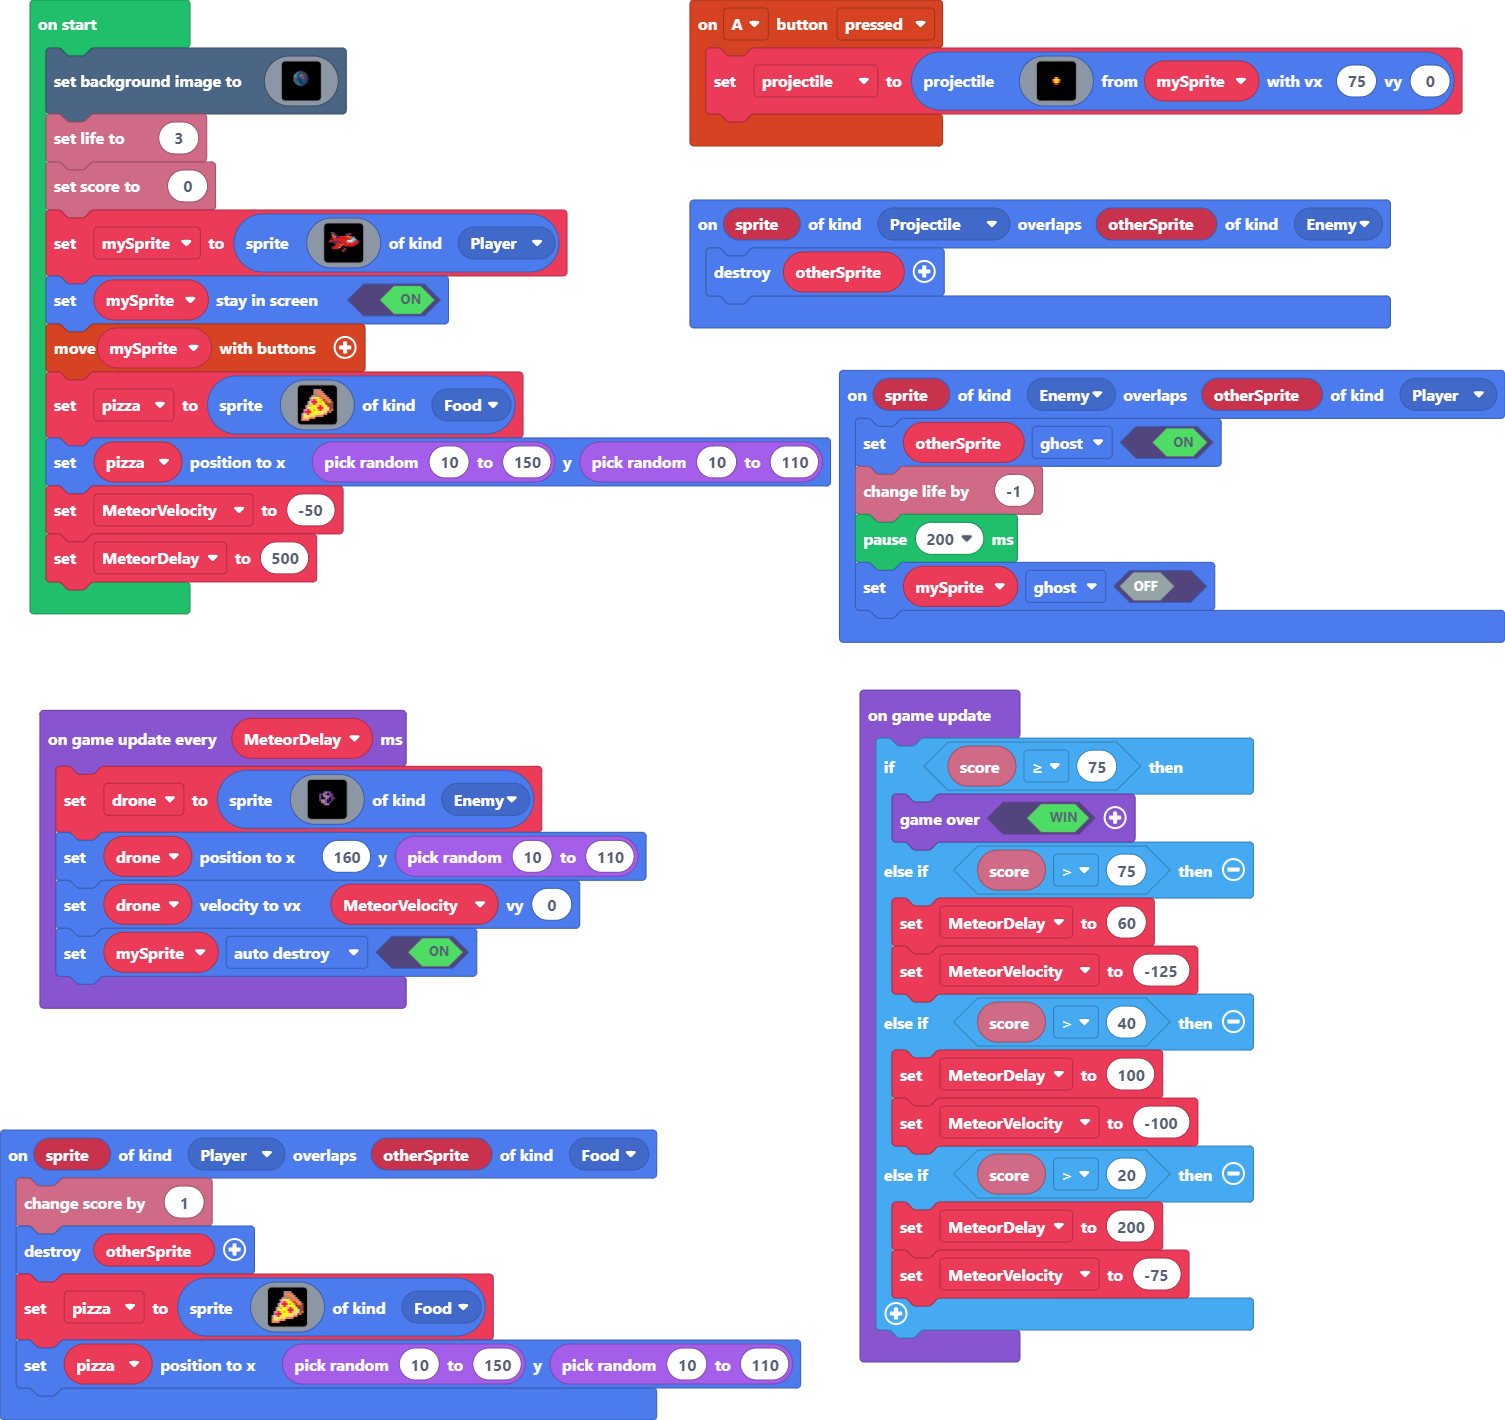 on start
set background image to
set life to 3
set score to 0
set mySprite to sprite of kind Player
set mySprite stay in screen ON
move mySprite with buttons
set pizza to sprite of kind Food
set pizza position to x pick random 10 to 150 y pick random 10 to 110
set MeteorVelocity to -50
set MeteorDelay to 500
on A button pressed
set projectile to projectile from mySprite with vx 75 vy 0
on sprite of kind Projectile overlaps otherSprite of kind Enemy
destroy otherSprite
on sprite of kind Enemy overlaps otherSprite of kind Player
set otherSprite ghost ON
change life by -1
pause 200 ms
set mySprite ghost OFF
on game update every MeteorDelay ms
set drone to sprite of kind Enemy
set drone position to x 160 y pick random 10 to 110
set drone velocity to vx MeteorVelocity vy 0
set mySprite auto destroy ON
on game update
if score ≥ 75 then
game over WIN
else if score > 75 then
set MeteorDelay to 60
set MeteorVelocity to -125
else if score > 40 then
set MeteorDelay to 100
set MeteorVelocity to -100
else if score > 20 then
set MeteorDelay to 200
set MeteorVelocity to -75
on sprite of kind Player overlaps otherSprite of kind Food
change score by 1
destroy otherSprite
set pizza to sprite of kind Food
set pizza position to x pick random 10 to 150 y pick random 10 to 110